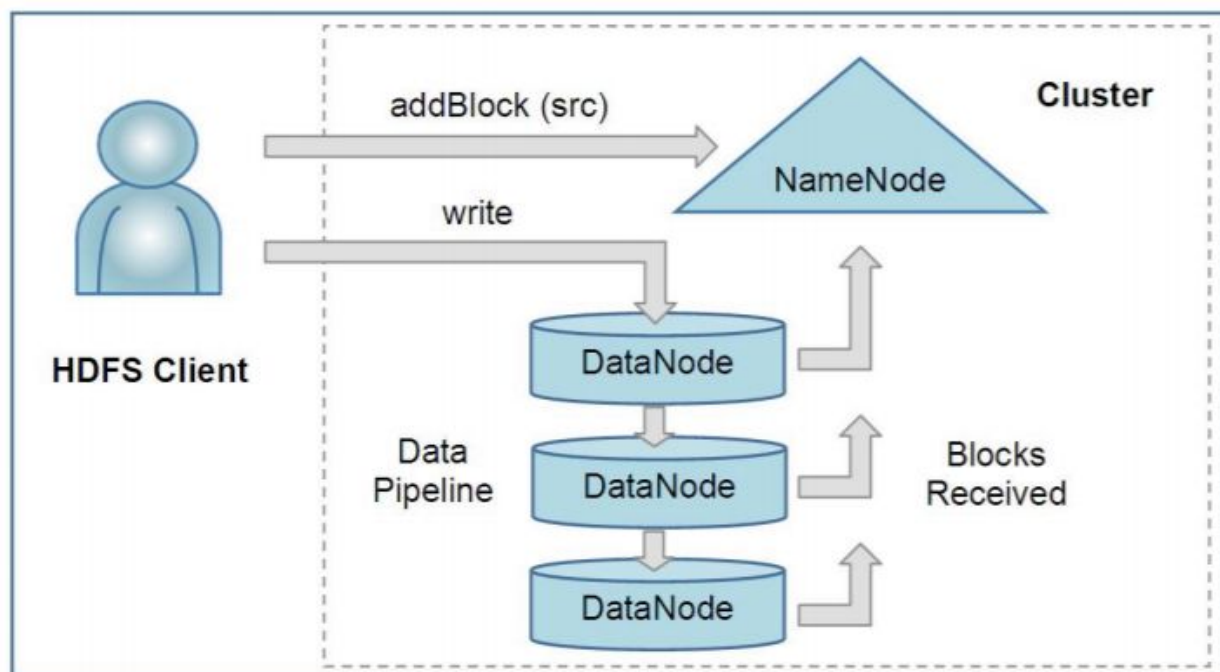 Cluster
addBlock (src)
NameNode
write
HDFS Client
DataNode
Data
Pipeline
DataNode
Blocks
Received
DataNode